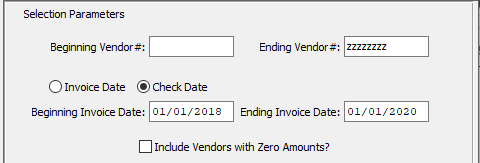 Selection Parameters
Beginning Vendor#: Ending Vendor#: zzzzzzzz
Invoice Date Check Date
Beginning Invoice Date: 01/01/2018 Ending Invoice Date: 01/01/2020
Include Vendors with Zero Amounts?